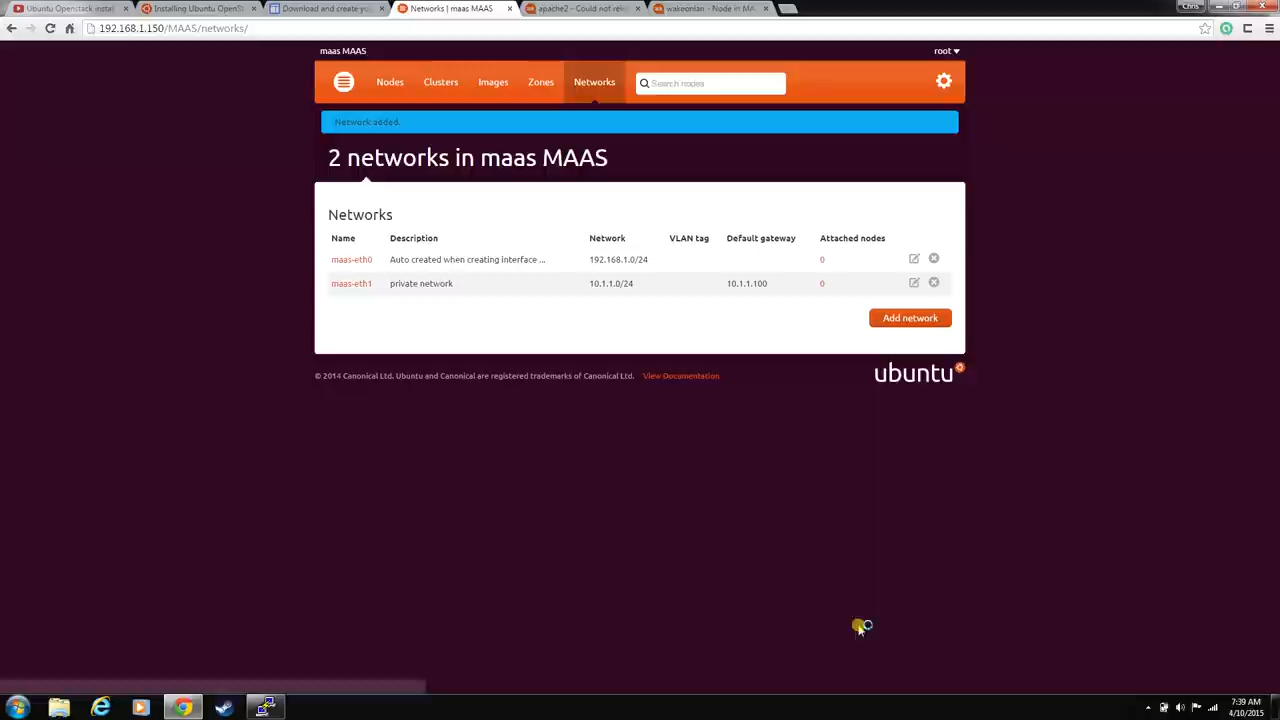 Ubuntu Openstack install
Installing Ubuntu OpenSt
Download and create you
Networks | maas MAAS
apache2 - Could not relia
wakeonlan - Node in MA
Chris
192.168.1.150/MAAS/networks/
maas MAAS
root
Nodes
Clusters
Images
Zones
Networks
Search nodes
Network added.
2 networks in maas MAAS
Networks
Name Description Network VLAN tag Default gateway Attached nodes
maas-eth0 Auto created when creating interface ... 192.168.1.0/24 0
maas-eth1 private network 10.1.1.0/24 10.1.1.100 0
Add network
© 2014 Canonical Ltd. Ubuntu and Canonical are registered trademarks of Canonical Ltd. View Documentation
ubuntu
7:39 AM
4/10/2015